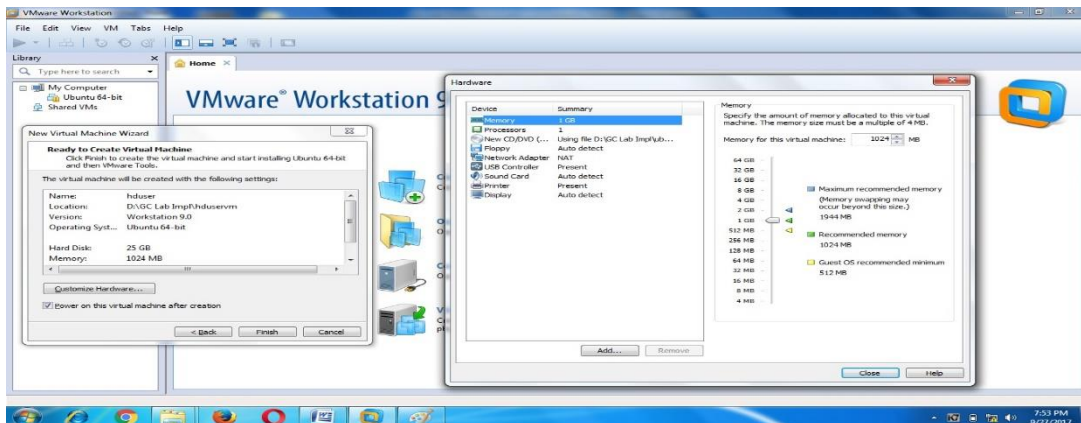 VMware Workstation
File Edit View VM Tabs Help
Library
Type here to search
My Computer
Ubuntu 64-bit
Shared VMs
Home
VMware® Workstation 9
New Virtual Machine Wizard
Ready to Create Virtual Machine
Click Finish to create the virtual machine and start installing Ubuntu 64-bit
and then VMware Tools.
The virtual machine will be created with the following settings:
Name: hduser
Location: D:\GC Lab Impl\hduservm
Version: Workstation 9.0
Operating Syst... Ubuntu 64-bit
Hard Disk: 25 GB
Memory: 1024 MB
Customize Hardware...
Power on this virtual machine after creation
< Back Finish Cancel
Hardware
Device Summary
Memory 1 GB
Processors 1
New CD/DVD (... Using file D:\GC Lab Impl\ub...
Floppy Auto detect
Network Adapter NAT
USB Controller Present
Sound Card Auto detect
Printer Present
Display Auto detect
Add... Remove
Memory
Specify the amount of memory allocated to this virtual
machine. The memory size must be a multiple of 4 MB.
Memory for this virtual machine: 1024 MB
64 GB
32 GB
16 GB
8 GB
4 GB
2 GB
1 GB
512 MB
256 MB
128 MB
64 MB
32 MB
16 MB
8 MB
4 MB
Maximum recommended memory
(Memory swapping may
occur beyond this size.)
1944 MB
Recommended memory
1024 MB
Guest OS recommended minimum
512 MB
Close Help
7:53 PM
9/27/2017